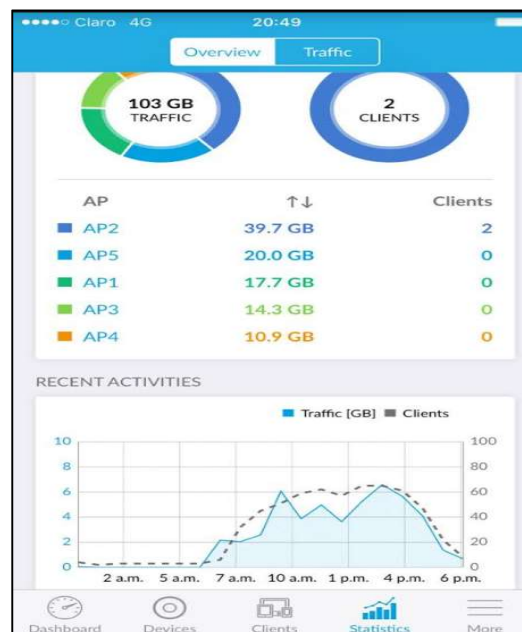 Claro 4G 20:49
Overview Traffic
103 GB
TRAFFIC
2
CLIENTS
AP ↑↓ Clients
AP2 39.7 GB 2
AP5 20.0 GB 0
AP1 17.7 GB 0
AP3 14.3 GB 0
AP4 10.9 GB 0
RECENT ACTIVITIES
Traffic [GB] Clients
10 100
8 80
6 60
4 40
2 20
0 0
2 a.m. 5 a.m. 7 a.m. 10 a.m. 1 p.m. 4 p.m. 6 p.m.
Dashboard Devices Clients Statistics More